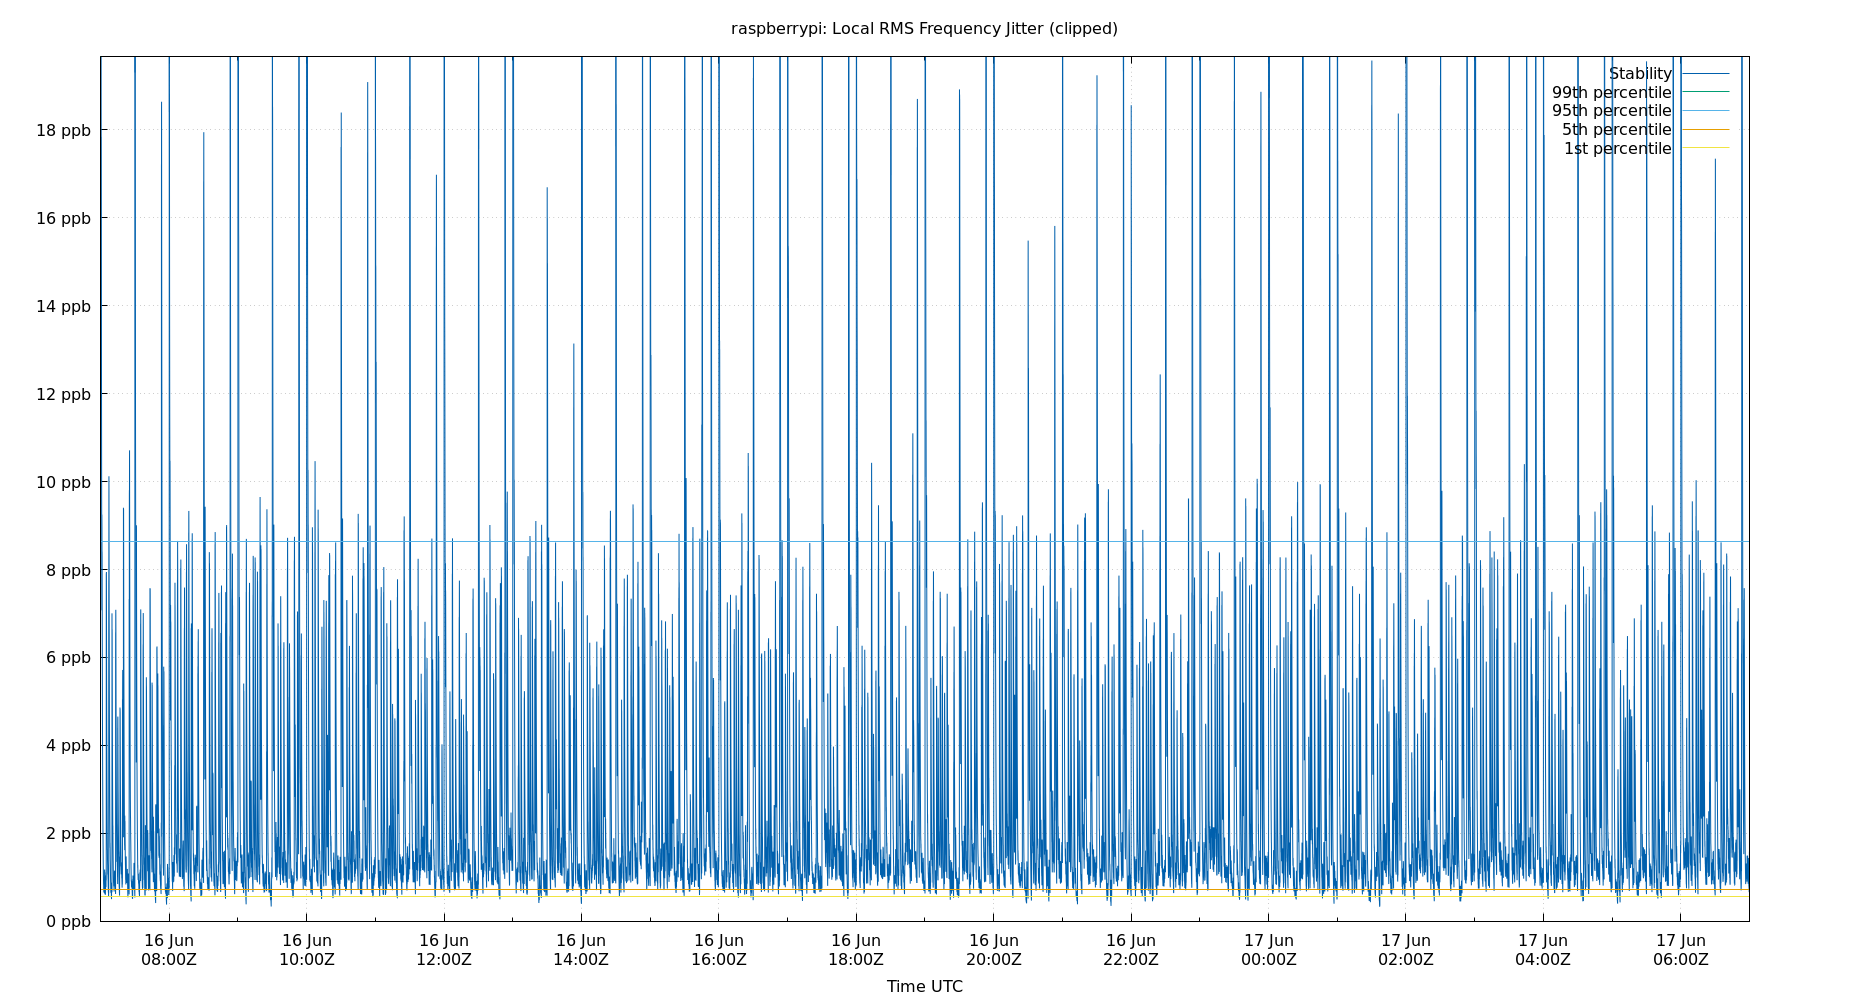 raspberrypi: Local RMS Frequency Jitter (clipped)
Stability
99th percentile
95th percentile
5th percentile
1st percentile
18 ppb
16 ppb
14 ppb
12 ppb
10 ppb
8 ppb
6 ppb
4 ppb
2 ppb
0 ppb
16 Jun 16 Jun 16 Jun 16 Jun 16 Jun 16 Jun 16 Jun 16 Jun 17 Jun 17 Jun 17 Jun 17 Jun
08:00Z 10:00Z 12:00Z 14:00Z 16:00Z 18:00Z 20:00Z 22:00Z 00:00Z 02:00Z 04:00Z 06:00Z
Time UTC